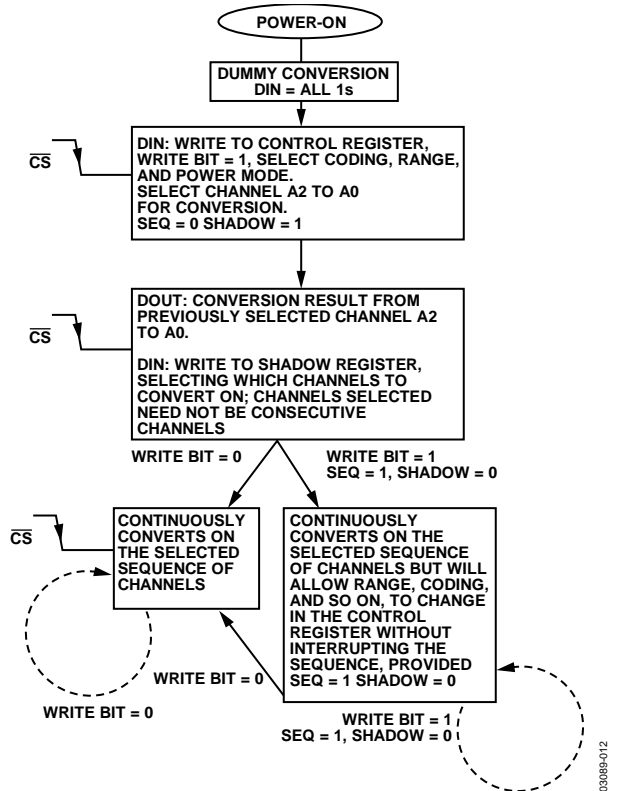 POWER-ON
DUMMY CONVERSION
DIN = ALL 1s
CS
DIN: WRITE TO CONTROL REGISTER,
WRITE BIT = 1, SELECT CODING, RANGE,
AND POWER MODE.
SELECT CHANNEL A2 TO A0
FOR CONVERSION.
SEQ = 0 SHADOW = 1
CS
DOUT: CONVERSION RESULT FROM
PREVIOUSLY SELECTED CHANNEL A2
TO A0.
DIN: WRITE TO SHADOW REGISTER,
SELECTING WHICH CHANNELS TO
CONVERT ON; CHANNELS SELECTED
NEED NOT BE CONSECUTIVE
CHANNELS
WRITE BIT = 0
WRITE BIT = 1
SEQ = 1, SHADOW = 0
CS
CONTINUOUSLY
CONVERTS ON
THE SELECTED
SEQUENCE OF
CHANNELS
CONTINUOUSLY
CONVERTS ON THE
SELECTED SEQUENCE
OF CHANNELS BUT WILL
ALLOW RANGE, CODING,
AND SO ON, TO CHANGE
IN THE CONTROL
REGISTER WITHOUT
INTERRUPTING THE
SEQUENCE, PROVIDED
SEQ = 1 SHADOW = 0
WRITE BIT = 0
WRITE BIT = 0
WRITE BIT = 1
SEQ = 1, SHADOW = 0
03089-012